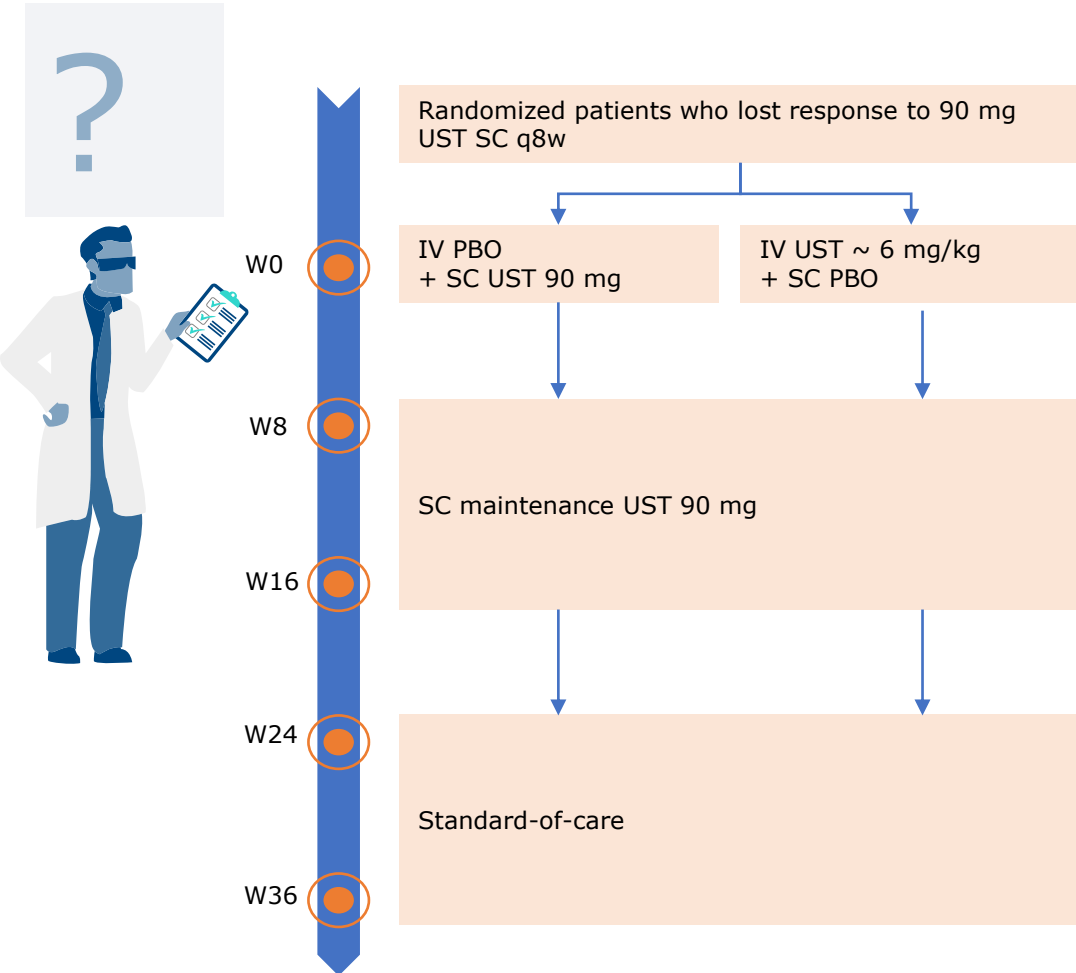 ?
Randomized patients who lost response to 90 mg
UST SC q8w
W0
IV PBO
+ SC UST 90 mg
IV UST ~ 6 mg/kg
+ SC PBO
W8
SC maintenance UST 90 mg
W16
W24
Standard-of-care
W36